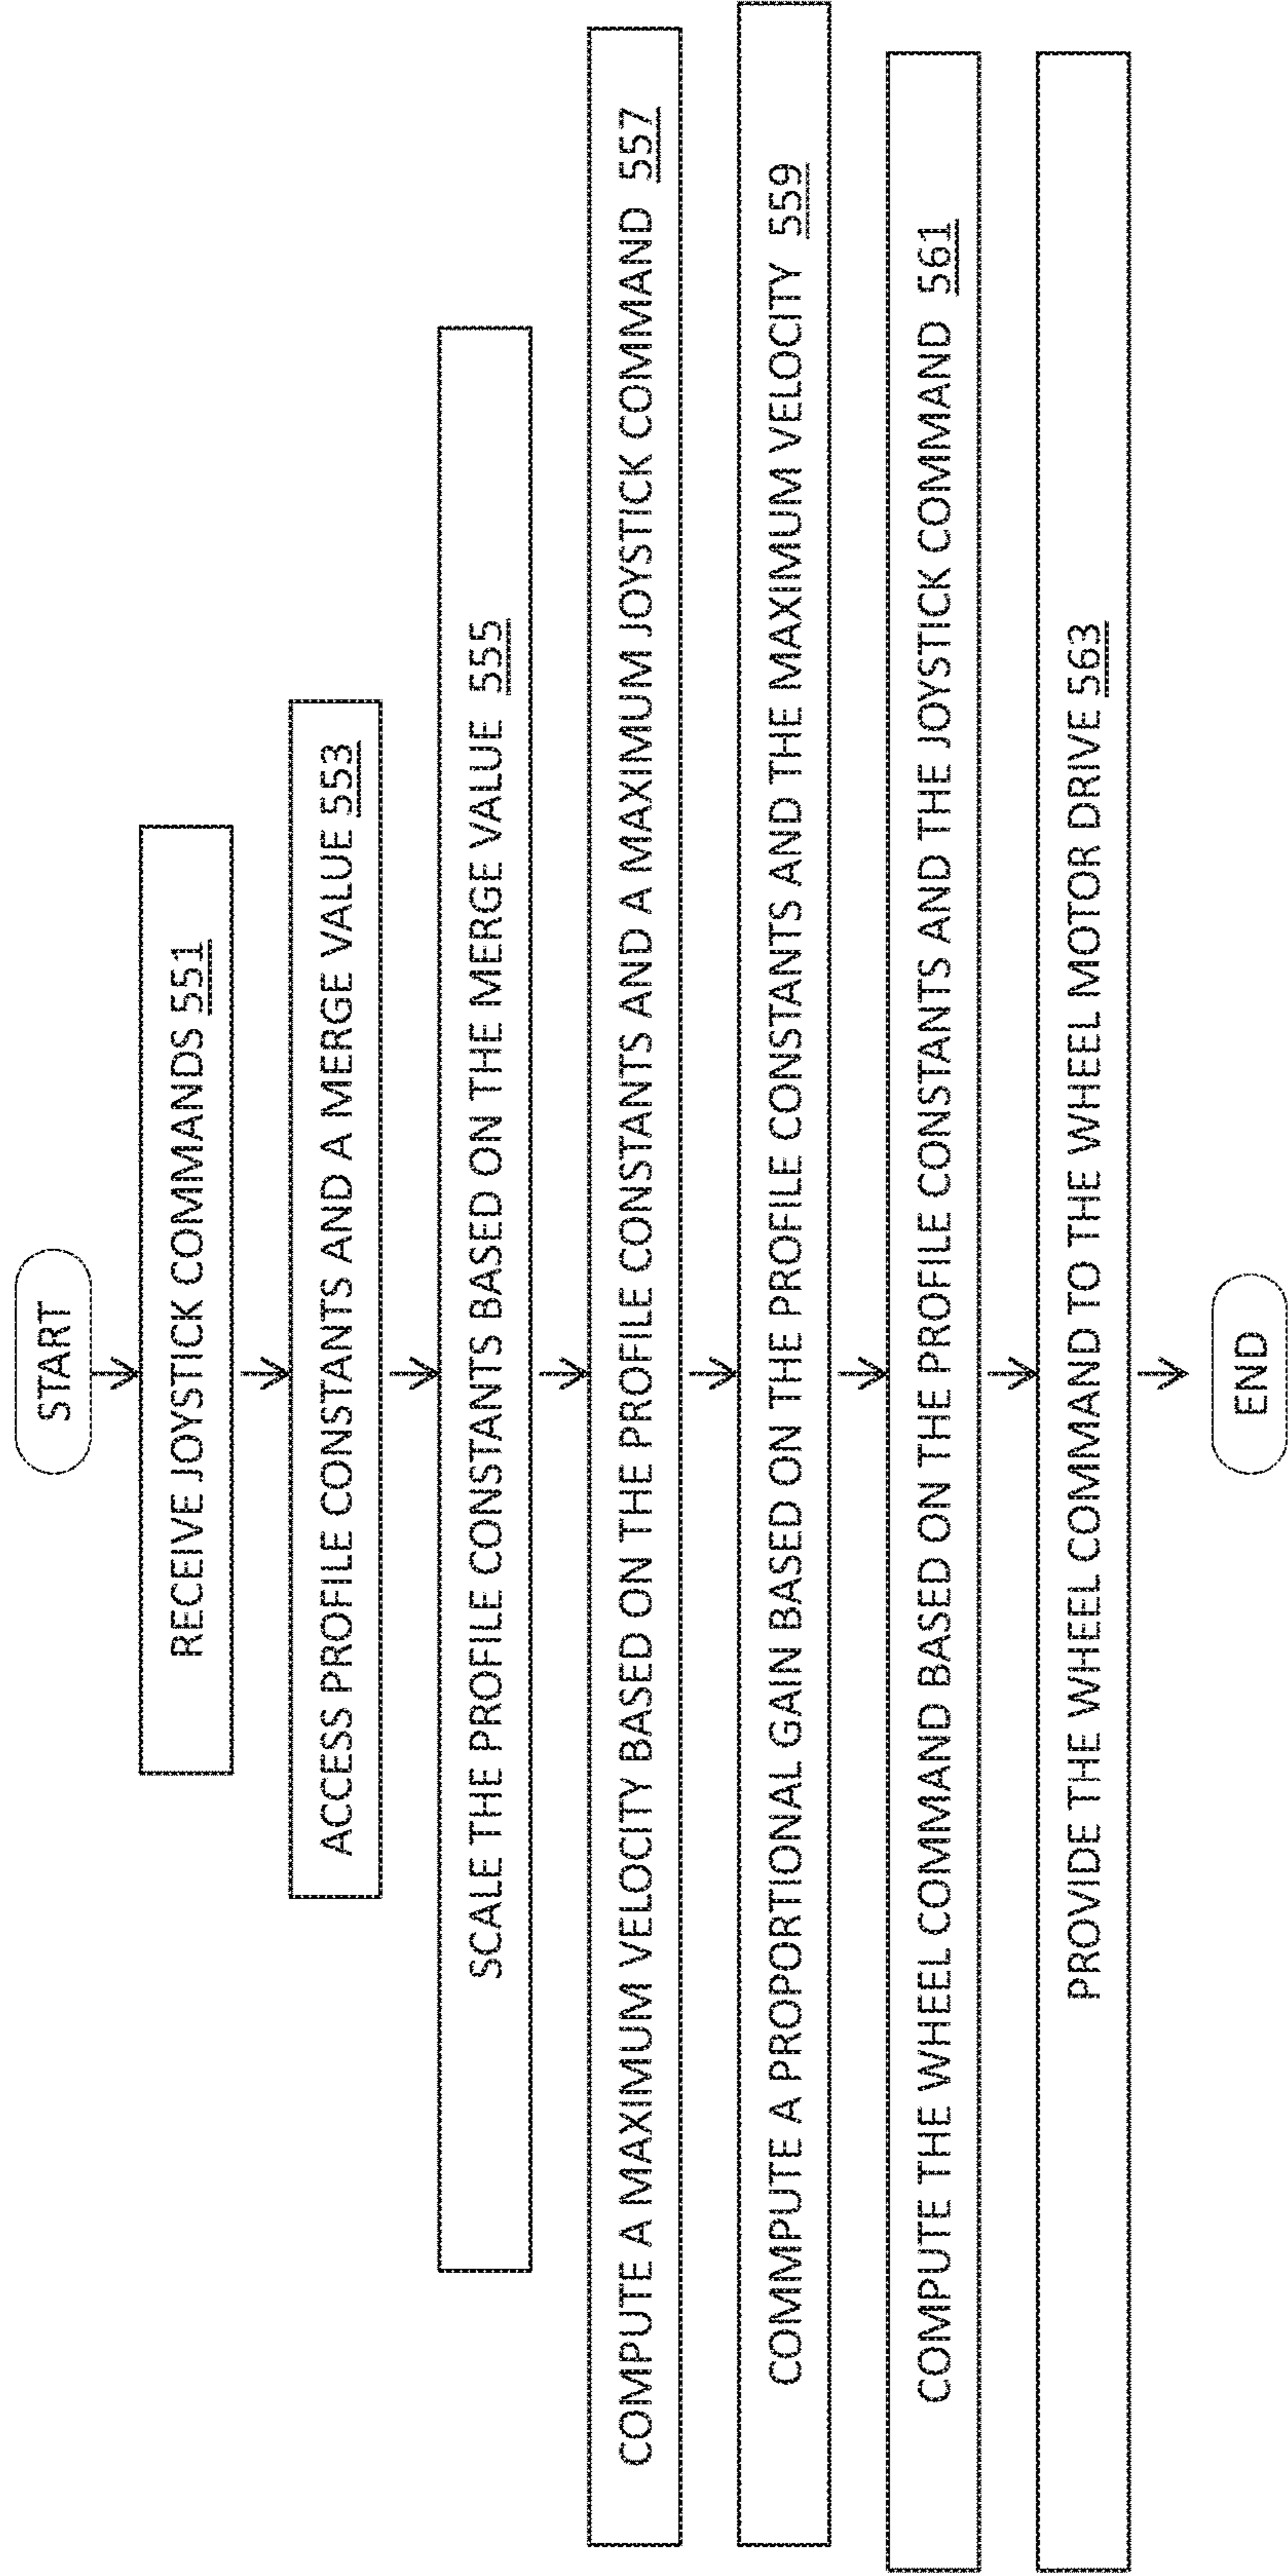 START
RECEIVE JOYSTICK COMMANDS 551
ACCESS PROFILE CONSTANTS AND A MERGE VALUE 553
SCALE THE PROFILE CONSTANTS BASED ON THE MERGE VALUE 555
COMPUTE A MAXIMUM VELOCITY BASED ON THE PROFILE CONSTANTS AND A MAXIMUM JOYSTICK COMMAND 557
COMMPUTE A PROPORTIONAL GAIN BASED ON THE PROFILE CONSTANTS AND THE MAXIMUM VELOCITY 559
COMPUTE THE WHEEL COMMAND BASED ON THE PROFILE CONSTANTS AND THE JOYSTICK COMMAND 561
PROVIDE THE WHEEL COMMAND TO THE WHEEL MOTOR DRIVE 563
END